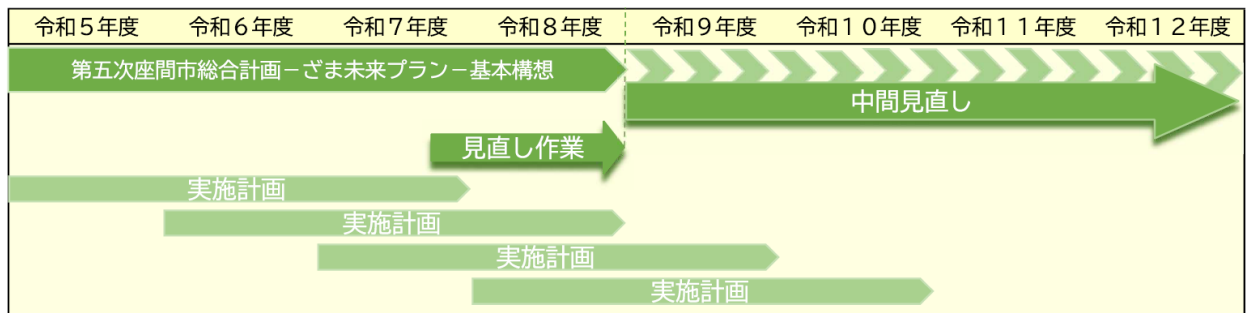 令和５年度 令和６年度 令和７年度 令和８年度 令和９年度 令和１０年度 令和１１年度 令和１２年度
第五次座間市総合計画－ざま未来プラン－基本構想
中間見直し
見直し作業
実施計画
実施計画
実施計画
実施計画